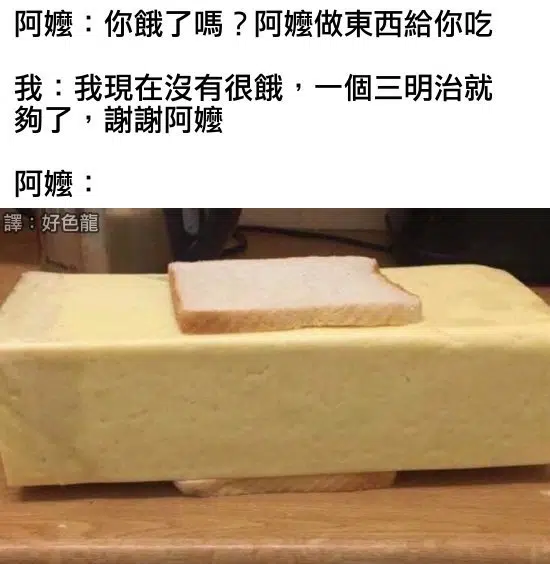 阿嬤：你餓了嗎？阿嬤做東西給你吃
我：我現在沒有很餓，一個三明治就
夠了，謝謝阿嬤
阿嬤：
譯：好色龍